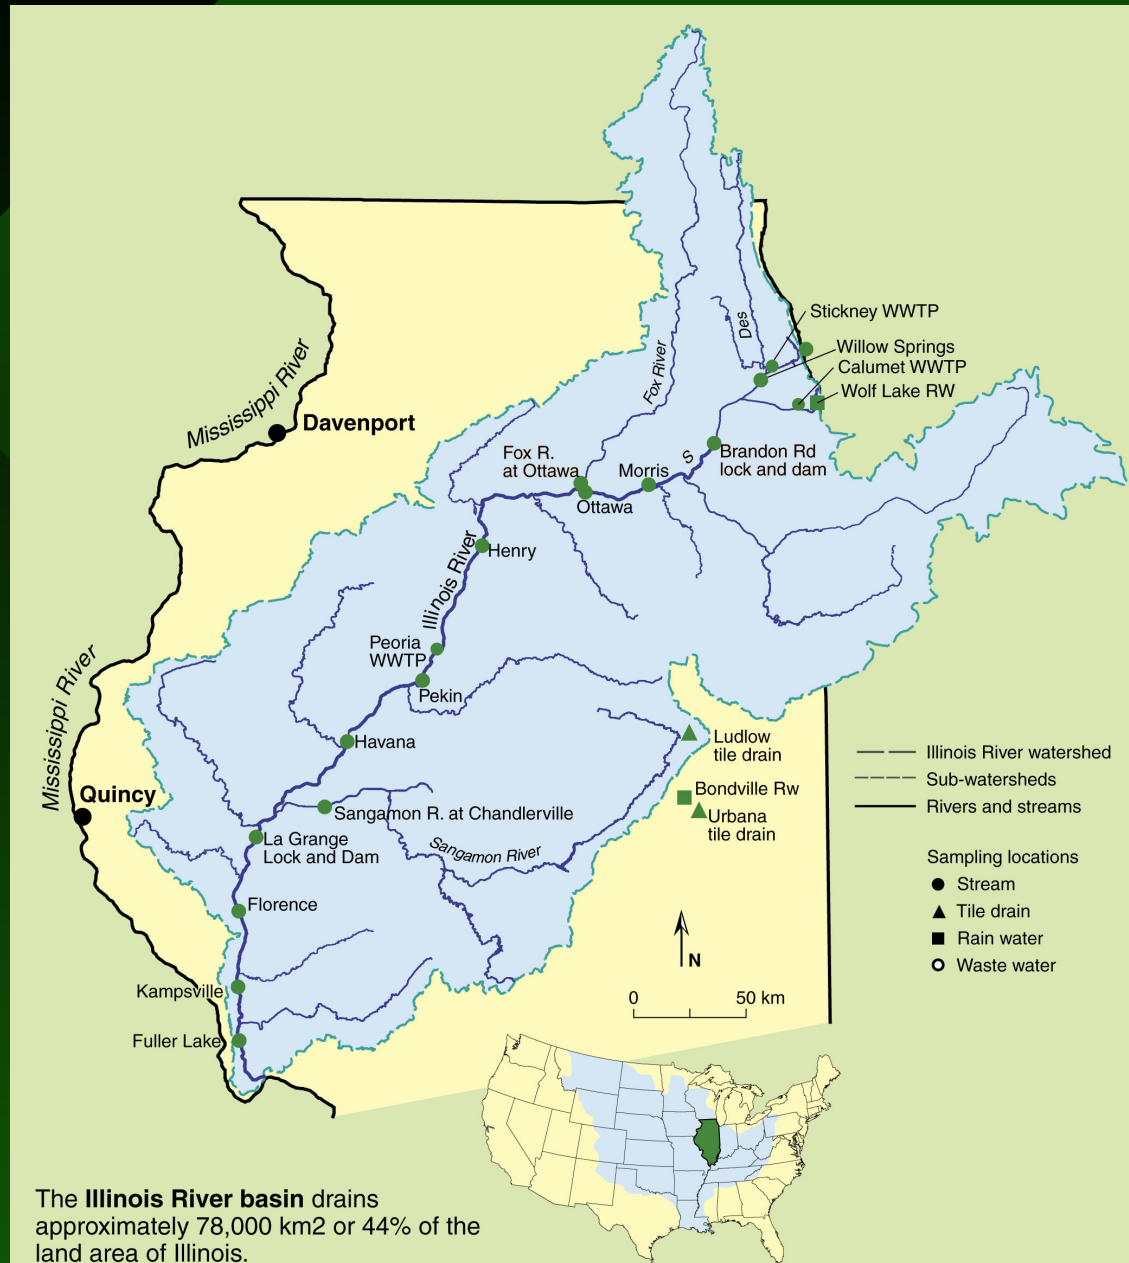 Stickney WWTP
Willow Springs
Calumet WWTP
Wolf Lake RW
Des
Fox River
Mississippi River
Davenport
Fox R.
at Ottawa
Morris
S
Brandon Rd
lock and dam
Ottawa
Henry
Illinois River
Peoria
WWTP
Pekin
Mississippi River
Havana
Ludlow
tile drain
Bondville Rw
Urbana
tile drain
Quincy
Sangamon R. at Chandlerville
La Grange
Lock and Dam
Sangamon River
Florence
Kampsville
Fuller Lake
Illinois River watershed
Sub-watersheds
Rivers and streams
Sampling locations
Stream
Tile drain
Rain water
Waste water
N
0 50 km
The Illinois River basin drains
approximately 78,000 km2 or 44% of the
land area of Illinois.